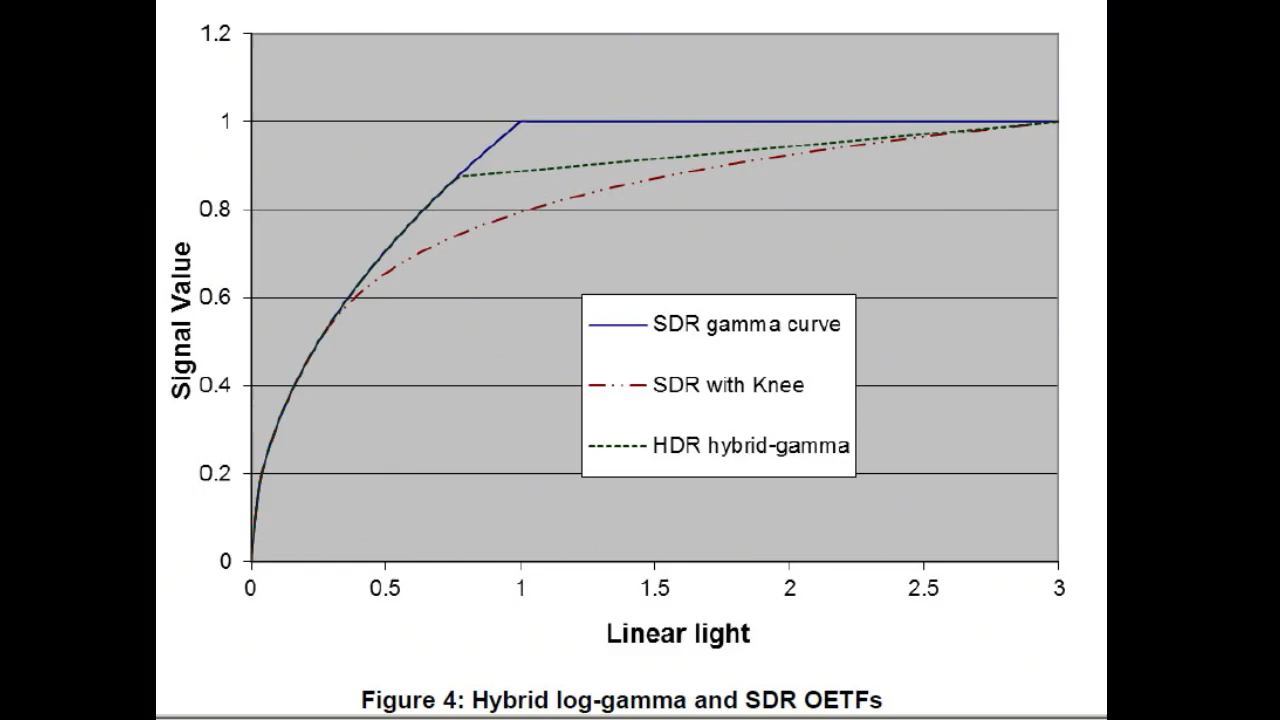 1.2
1
0.8
0.6
0.4
0.2
0
Signal Value
SDR gamma curve
SDR with Knee
HDR hybrid-gamma
0 0.5 1 1.5 2 2.5 3
Linear light
Figure 4: Hybrid log-gamma and SDR OETFs